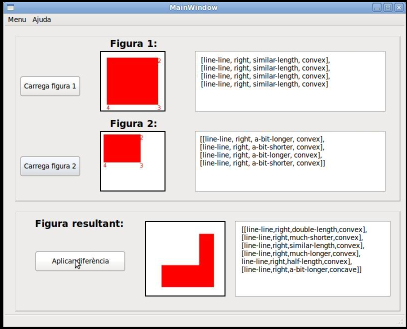 MainWindow
Menu Ajuda
Figura 1:
Carrega figura 1
2
4 3
[line-line, right, similar-length, convex],
[line-line, right, similar-length, convex],
[line-line, right, similar-length, convex],
[line-line, right, similar-length, convex]
Figura 2:
Carrega figura 2
2
4 3
[[line-line, right, a-bit-longer, convex],
[line-line, right, a-bit-shorter, convex],
[line-line, right, a-bit-longer, convex],
[line-line, right, a-bit-shorter, convex]]
Figura resultant:
Aplicar diferència
[[line-line,right,double-length,convex],
[line-line,right,much-shorter,convex],
[line-line,right,similar-length,convex],
[line-line,right,much-longer,convex],
line-line,right,half-length,convex],
[line-line,right,a-bit-longer,concave]]